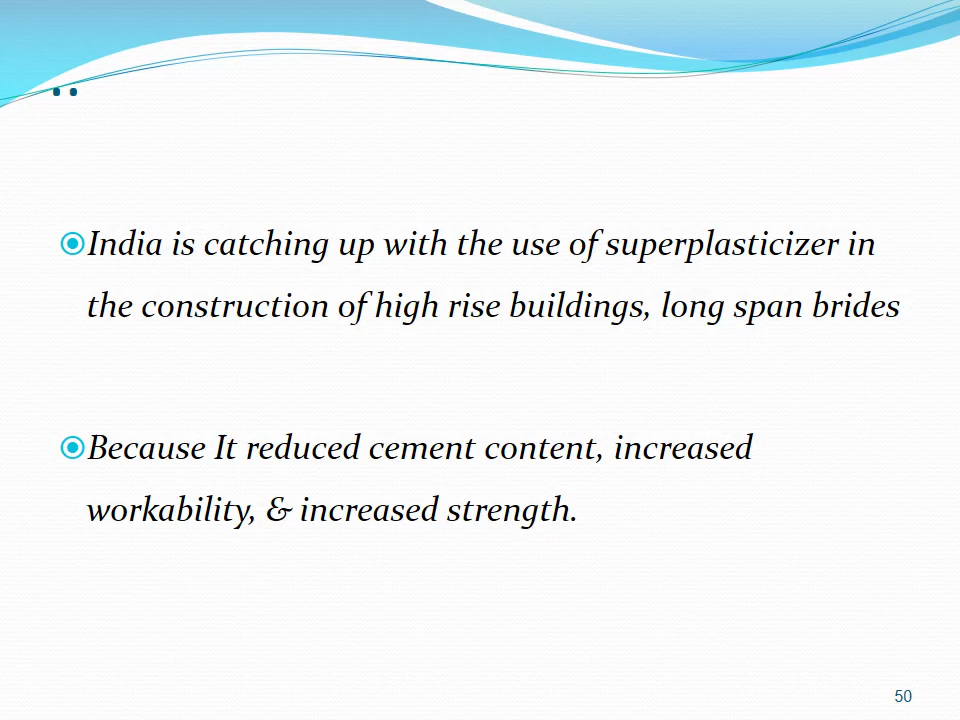 ..
India is catching up with the use of superplasticizer in
the construction of high rise buildings, long span brides
Because It reduced cement content, increased
workability, & increased strength.
50